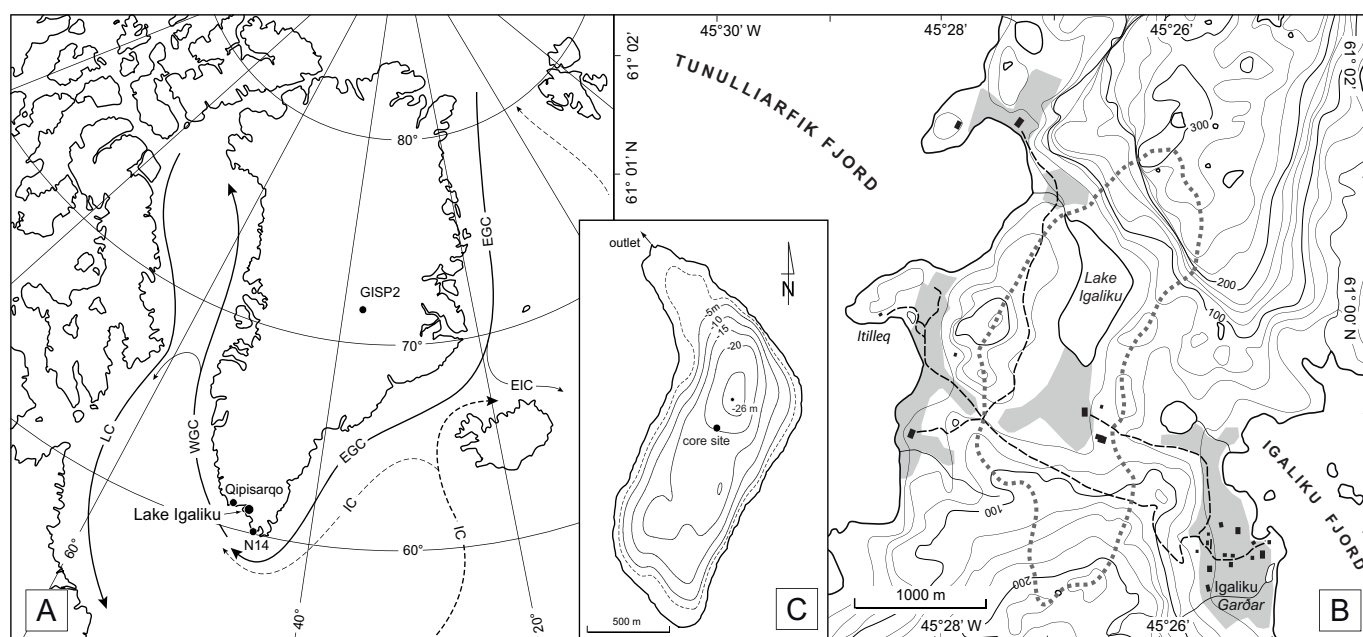 80°
EGC
GISP2
70°
EIC
LC
WGC
EGC
IC
IC
Qipisarqo
Lake Igaliku
N14
60°
60°
40°
20°
A
outlet
N
-5m
-10
-15
-20
-26 m
core site
500 m
C
45°30' W
45°28'
45°26'
61° 02'
61° 01' N
61° 02'
61° 00' N
TUNULLIARFIK FJORD
300
Lake
Igaliku
200
100
Itilleq
IGALIKU FJORD
100
200
Igaliku
Garðar
1000 m
45°28' W
45°26'
B